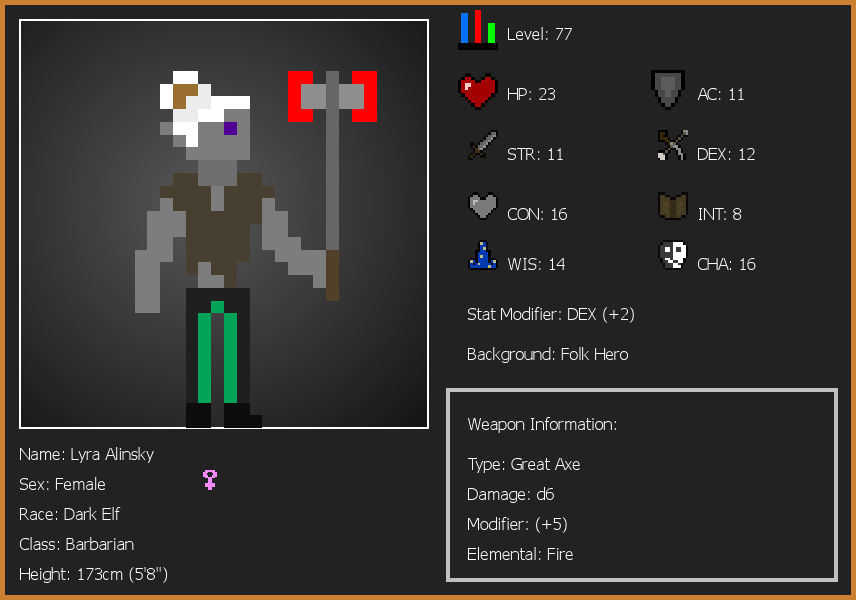 Level: 77
HP: 23
AC: 11
STR: 11
DEX: 12
CON: 16
INT: 8
WIS: 14
CHA: 16
Stat Modifier: DEX (+2)
Background: Folk Hero
Weapon Information:
Type: Great Axe
Damage: d6
Modifier: (+5)
Elemental: Fire
Name: Lyra Alinsky
Sex: Female
Race: Dark Elf
Class: Barbarian
Height: 173cm (5'8")